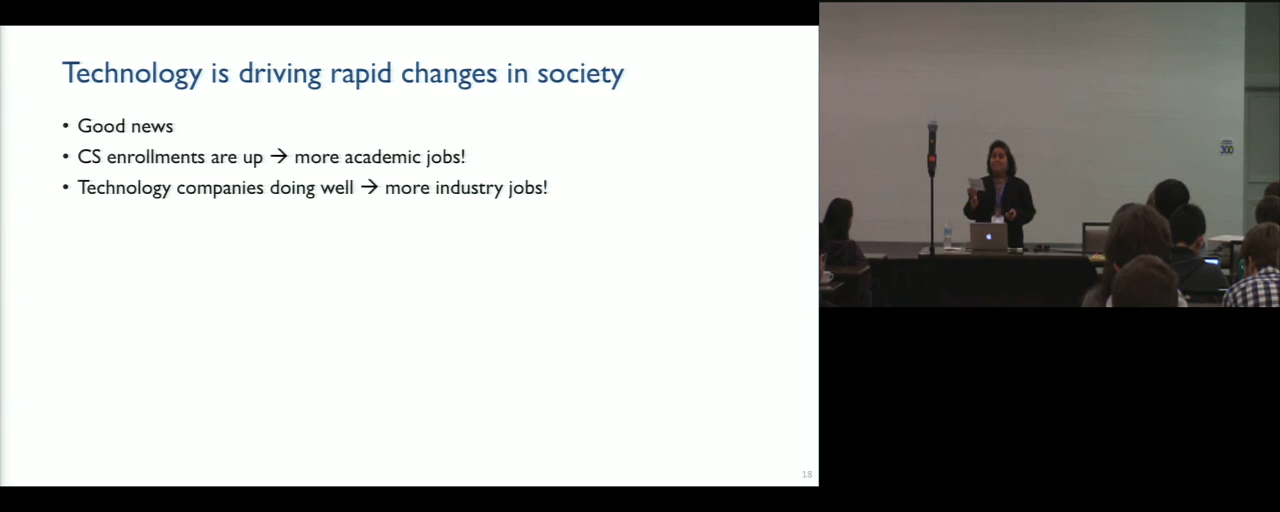 Technology is driving rapid changes in society
• Good news
• CS enrollments are up → more academic jobs!
• Technology companies doing well → more industry jobs!
18
300